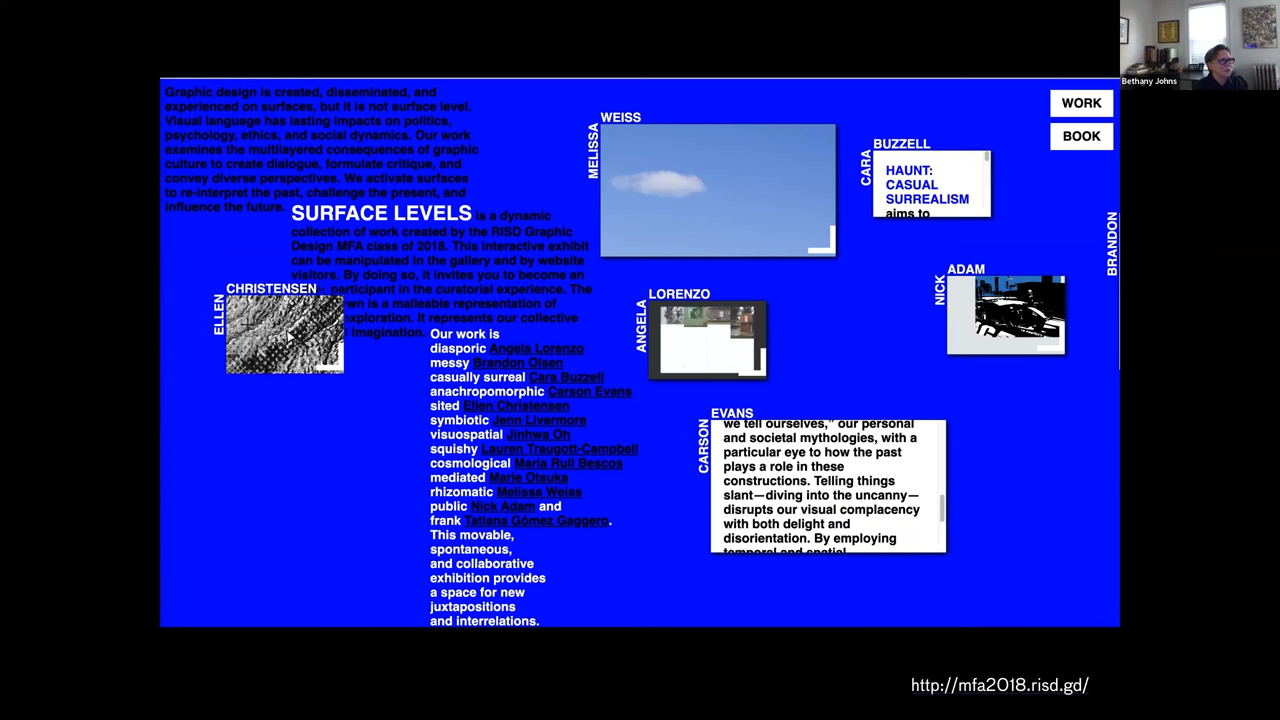 Bethany Johns
Graphic design is created, disseminated, and
experienced on surfaces, but it is not surface level.
Visual language has lasting impacts on politics,
psychology, ethics, and social dynamics. Our work
examines the multilayered consequences of graphic
culture to create dialogue, formulate critique, and
convey diverse perspectives. We activate surfaces
to re-interpret the past, challenge the present, and
influence the future.
SURFACE LEVELS is a dynamic
collection of work created by the RISD Graphic
Design MFA class of 2018. This interactive exhibit
can be manipulated in the gallery and by website
visitors. By doing so, it invites you to become an
participant in the curatorial experience. The
wn is a malleable representation of
exploration. It represents our collective
imagination.
Our work is
diasporic Angela Lorenzo
messy Brandon Olsen
casually surreal Cara Buzzell
anachropomorphic Carson Evans
sited Ellen Christensen
symbiotic Jenn Livermore
visuospatial Jinhwa Oh
squishy Lauren Traugott-Campbell
cosmological Maria Rull Bescos
mediated Marie Otsuka
rhizomatic Melissa Weiss
public Nick Adam and
frank Tatiana Gómez Gaggero.
This movable,
spontaneous,
and collaborative
exhibition provides
a space for new
juxtapositions
and interrelations.
ELLEN
CHRISTENSEN
MELISSA
WEISS
CARA
BUZZELL
HAUNT:
CASUAL
SURREALISM
aims to
WORK
BOOK
BRANDON
NICK
ADAM
ANGELA
LORENZO
CARSON
EVANS
we tell ourselves,” our personal
and societal mythologies, with a
particular eye to how the past
plays a role in these
constructions. Telling things
slant—diving into the uncanny—
disrupts our visual complacency
with both delight and
disorientation. By employing
temporal and spatial
http://mfa2018.risd.gd/